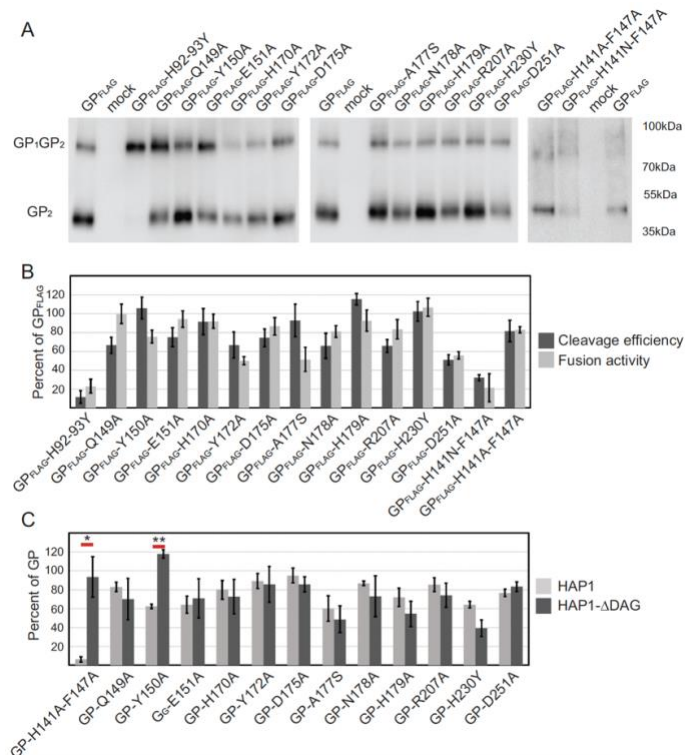 A
GPFLAG
mock
GPFLAG-H92-93Y
GPFLAG-Q149A
GPFLAG-Y150A
GPFLAG-E151A
GPFLAG-H170A
GPFLAG-Y172A
GPFLAG-D175A
GPFLAG
mock
GPFLAG-A177S
GPFLAG-N178A
GPFLAG-H179A
GPFLAG-R207A
GPFLAG-H230Y
GPFLAG-D251A
GPFLAG-H141A-F147A
GPFLAG-H141N-F147A
mock
GPFLAG
GP1GP2
GP2
100kDa
70kDa
55kDa
35kDa
B
Percent of GPFLAG
120
100
80
60
40
20
Cleavage efficiency
Fusion activity
GPFLAG-H92-93Y
GPFLAG-Q149A
GPFLAG-Y150A
GPFLAG-E151A
GPFLAG-H170A
GPFLAG-Y172A
GPFLAG-D175A
GPFLAG-A177S
GPFLAG-N178A
GPFLAG-H179A
GPFLAG-R207A
GPFLAG-H230Y
GPFLAG-D251A
GPFLAG-H141N-F147A
GPFLAG-H141A-F147A
C
Percent of GP
120
100
80
60
40
20
*
**
HAP1
HAP1-ΔDAG
GP-H141A-F147A
GP-Q149A
GP-Y150A
GG-E151A
GP-H170A
GP-Y172A
GP-D175A
GP-A177S
GP-N178A
GP-H179A
GP-R207A
GP-H230Y
GP-D251A